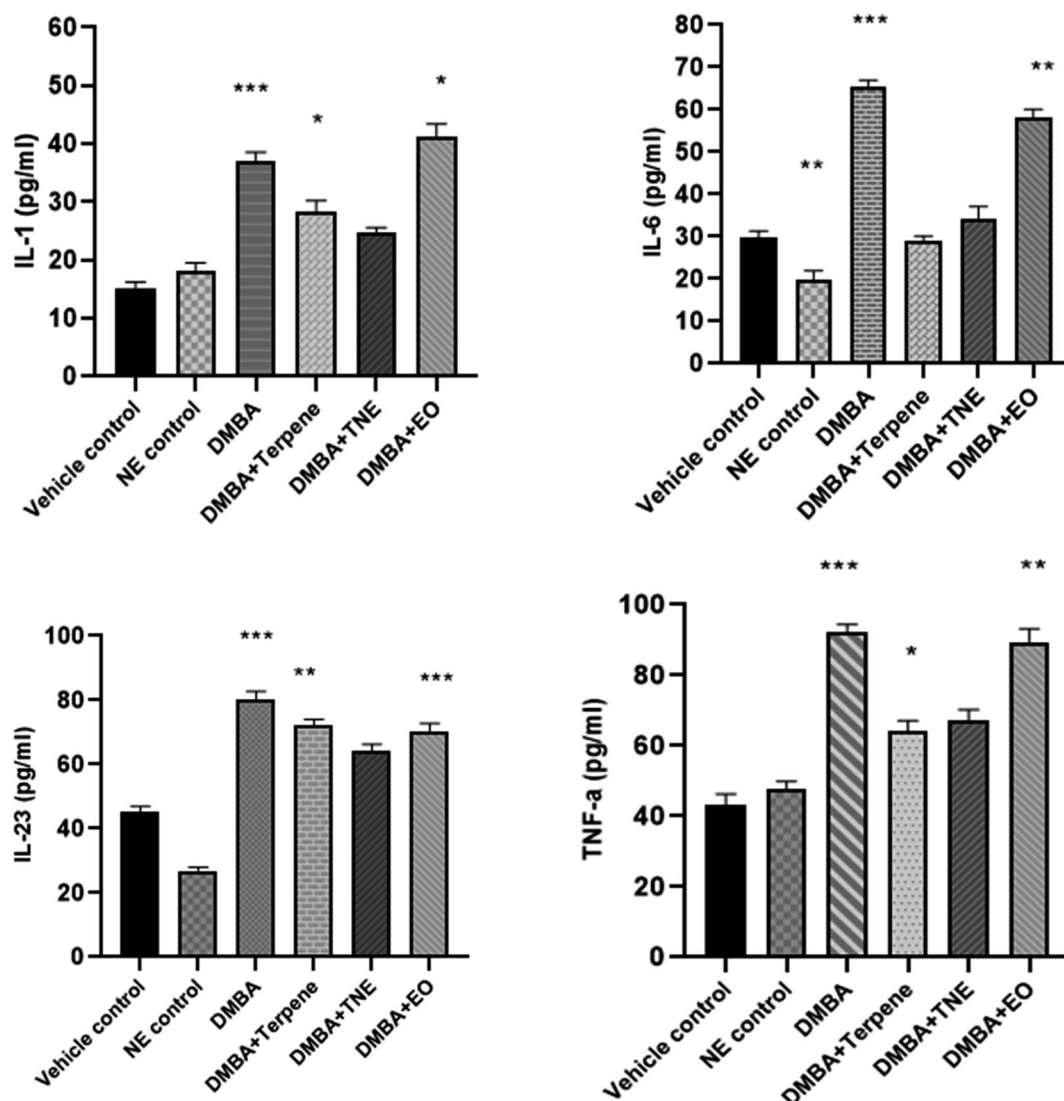 IL-1 (pg/ml)
60
50
40
30
20
10
0
***
*
*
Vehicle control
NE control
DMBA
DMBA+Terpene
DMBA+TNE
DMBA+EO
IL-6 (pg/ml)
80
70
60
50
40
30
20
10
0
**
***
**
Vehicle control
NE control
DMBA
DMBA+Terpene
DMBA+TNE
DMBA+EO
IL-23 (pg/ml)
100
80
60
40
20
0
***
**
***
Vehicle control
NE control
DMBA
DMBA+Terpene
DMBA+TNE
DMBA+EO
TNF-a (pg/ml)
100
80
60
40
20
0
***
*
**
Vehicle control
NE control
DMBA
DMBA+Terpene
DMBA+TNE
DMBA+EO